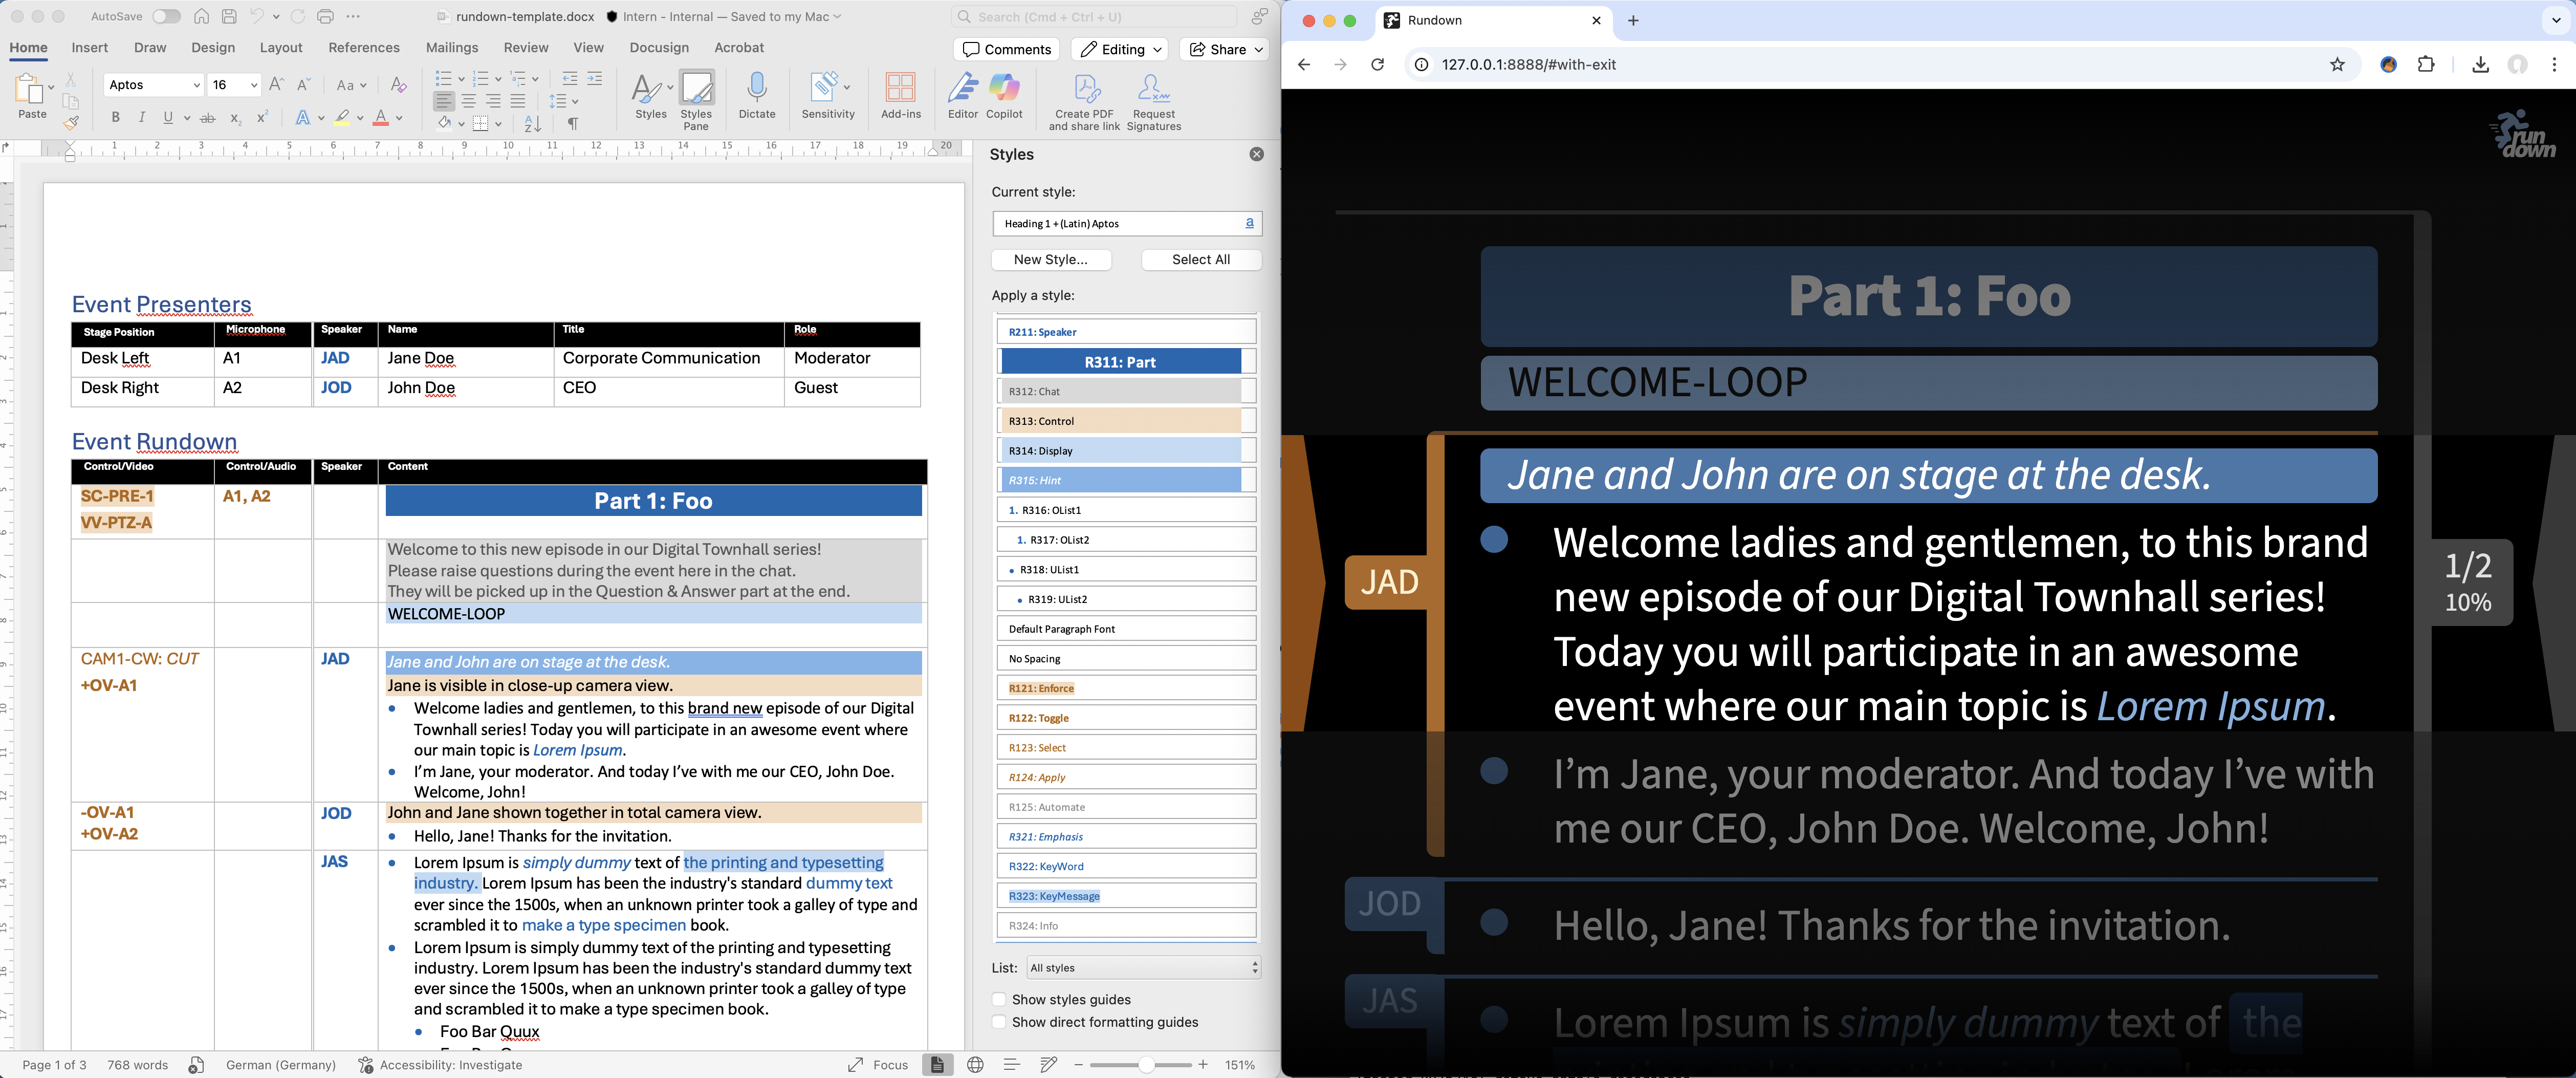 AutoSave
rundown-template.docx
Intern - Internal — Saved to my Mac
Search (Cmd + Ctrl + U)
Home Insert Draw Design Layout References Mailings Review View Docusign Acrobat
Comments Editing Share
Paste
Aptos 16
Aa
B I U ab x₂ x²
Styles
Styles Pane
Dictate
Sensitivity
Add-ins
Editor
Copilot
Create PDF and share link
Request Signatures
1 2 3 4 5 6 7 8 9 10 11 12 13 14 15 16 17 18 19 20
Event Presenters
Stage Position Microphone Speaker Name Title Role
Desk Left A1 JAD Jane Doe Corporate Communication Moderator
Desk Right A2 JOD John Doe CEO Guest
Event Rundown
Control/Video Control/Audio Speaker Content
SC-PRE-1 A1, A2 Part 1: Foo
VV-PTZ-A
Welcome to this new episode in our Digital Townhall series!
Please raise questions during the event here in the chat.
They will be picked up in the Question & Answer part at the end.
WELCOME-LOOP
CAM1-CW: CUT JAD Jane and John are on stage at the desk.
+OV-A1 Jane is visible in close-up camera view.
• Welcome ladies and gentlemen, to this brand new episode of our Digital
Townhall series! Today you will participate in an awesome event where
our main topic is Lorem Ipsum.
• I’m Jane, your moderator. And today I’ve with me our CEO, John Doe.
Welcome, John!
-OV-A1 JOD John and Jane shown together in total camera view.
+OV-A2 • Hello, Jane! Thanks for the invitation.
JAS • Lorem Ipsum is simply dummy text of the printing and typesetting
industry. Lorem Ipsum has been the industry's standard dummy text
ever since the 1500s, when an unknown printer took a galley of type and
scrambled it to make a type specimen book.
• Lorem Ipsum is simply dummy text of the printing and typesetting
industry. Lorem Ipsum has been the industry's standard dummy text
ever since the 1500s, when an unknown printer took a galley of type
and scrambled it to make a type specimen book.
• Foo Bar Quux
Styles
Current style:
Heading 1 + (Latin) Aptos
New Style... Select All
Apply a style:
R211: Speaker
R311: Part
R312: Chat
R313: Control
R314: Display
R315: Hint
1. R316: OList1
1. R317: OList2
• R318: UList1
• R319: UList2
Default Paragraph Font
No Spacing
R121: Enforce
R122: Toggle
R123: Select
R124: Apply
R125: Automate
R321: Emphasis
R322: KeyWord
R323: KeyMessage
R324: Info
List: All styles
Show styles guides
Show direct formatting guides
Page 1 of 3 768 words German (Germany) Accessibility: Investigate Focus 151%
Rundown
127.0.0.1:8888/#with-exit
run
down
Part 1: Foo
WELCOME-LOOP
Jane and John are on stage at the desk.
JAD
Welcome ladies and gentlemen, to this brand
new episode of our Digital Townhall series!
Today you will participate in an awesome
event where our main topic is Lorem Ipsum.
1/2
10%
I’m Jane, your moderator. And today I’ve with
me our CEO, John Doe. Welcome, John!
JOD
Hello, Jane! Thanks for the invitation.
JAS
Lorem Ipsum is simply dummy text of the